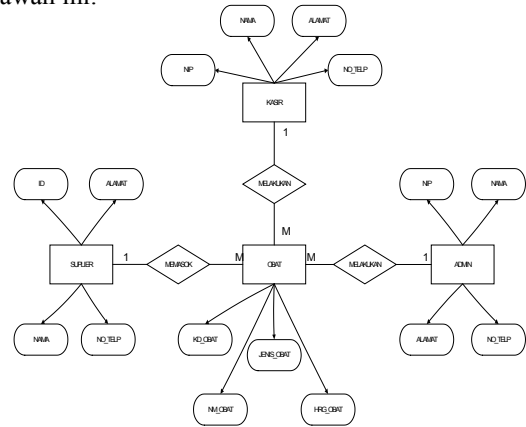 awah ini:
NAMA
ALAMAT
NIP
NO_TELP
KASIR
1
MELAKUKAN
ID
ALAMAT
NIP
NAMA
M
SUPLIER
1
MEMASOK
M
OBAT
M
MELAKUKAN
1
ADMIN
NAMA
NO_TELP
KD_OBAT
JENIS_OBAT
ALAMAT
NO_TELP
NM_OBAT
HRG_OBAT